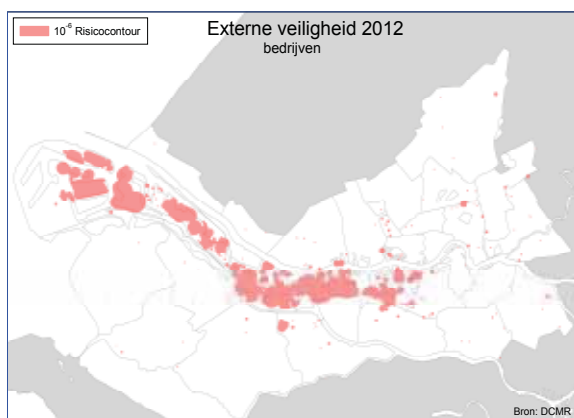 10⁻⁶ Risicocontour
Externe veiligheid 2012
bedrijven
Bron: DCMR